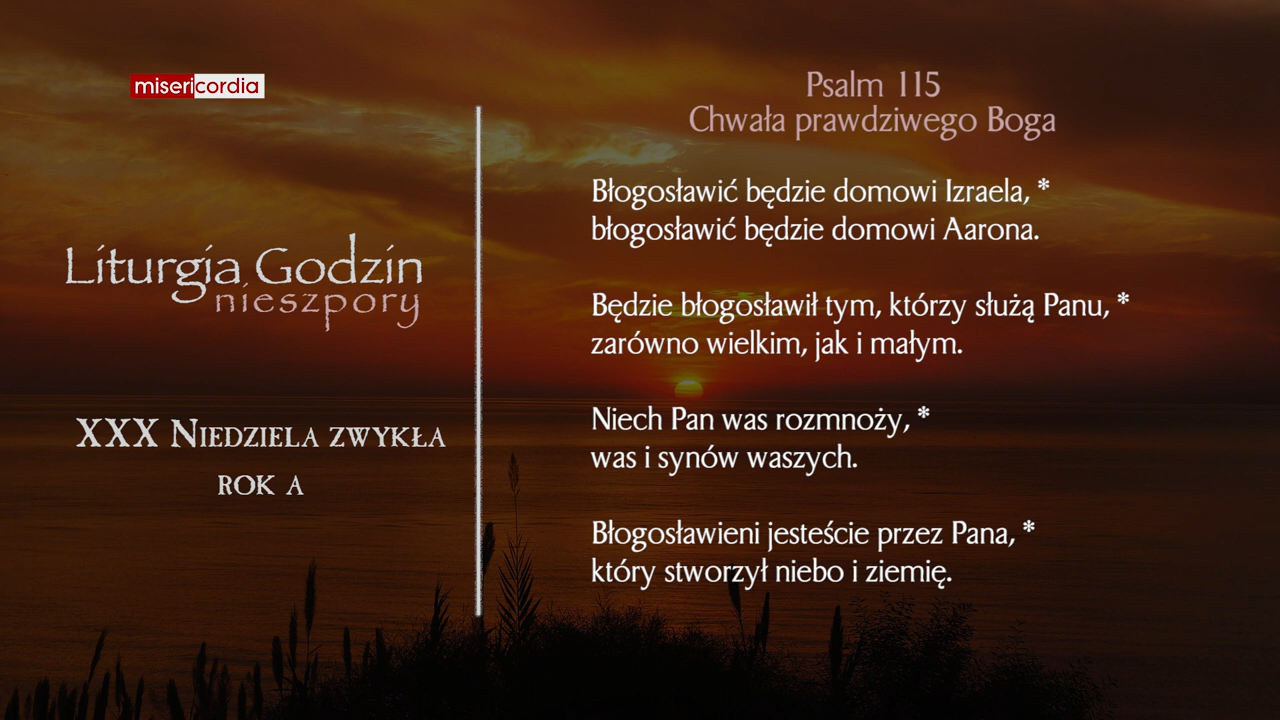 misericordia
Liturgia Godzin
nieszpory
XXX Niedziela zwykła
rok a
Psalm 115
Chwała prawdziwego Boga
Błogosławić będzie domowi Izraela, *
błogosławić będzie domowi Aarona.
Będzie błogosławił tym, którzy służą Panu, *
zarówno wielkim, jak i małym.
Niech Pan was rozmnoży, *
was i synów waszych.
Błogosławieni jesteście przez Pana, *
który stworzył niebo i ziemię.